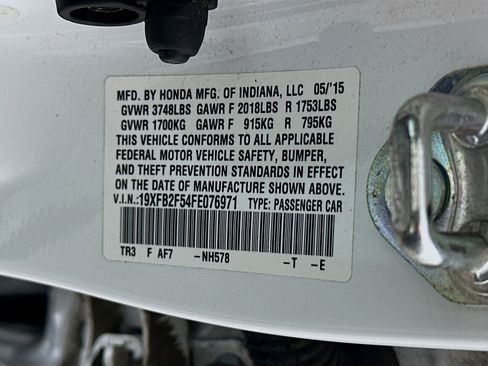 MFD. BY HONDA MFG. OF INDIANA, LLC 05/'15
GVWR 3748LBS GAWR F 2018LBS R 1753LBS
GVWR 1700KG GAWR F 915KG R 795KG
THIS VEHICLE CONFORMS TO ALL APPLICABLE
FEDERAL MOTOR VEHICLE SAFETY, BUMPER,
AND THEFT PREVENTION STANDARDS IN EFFECT
ON THE DATE OF MANUFACTURE SHOWN ABOVE.
V.I.N.:19XFB2F54FE076971 TYPE: PASSENGER CAR
TR3 F AF7 -NH578 -T -E